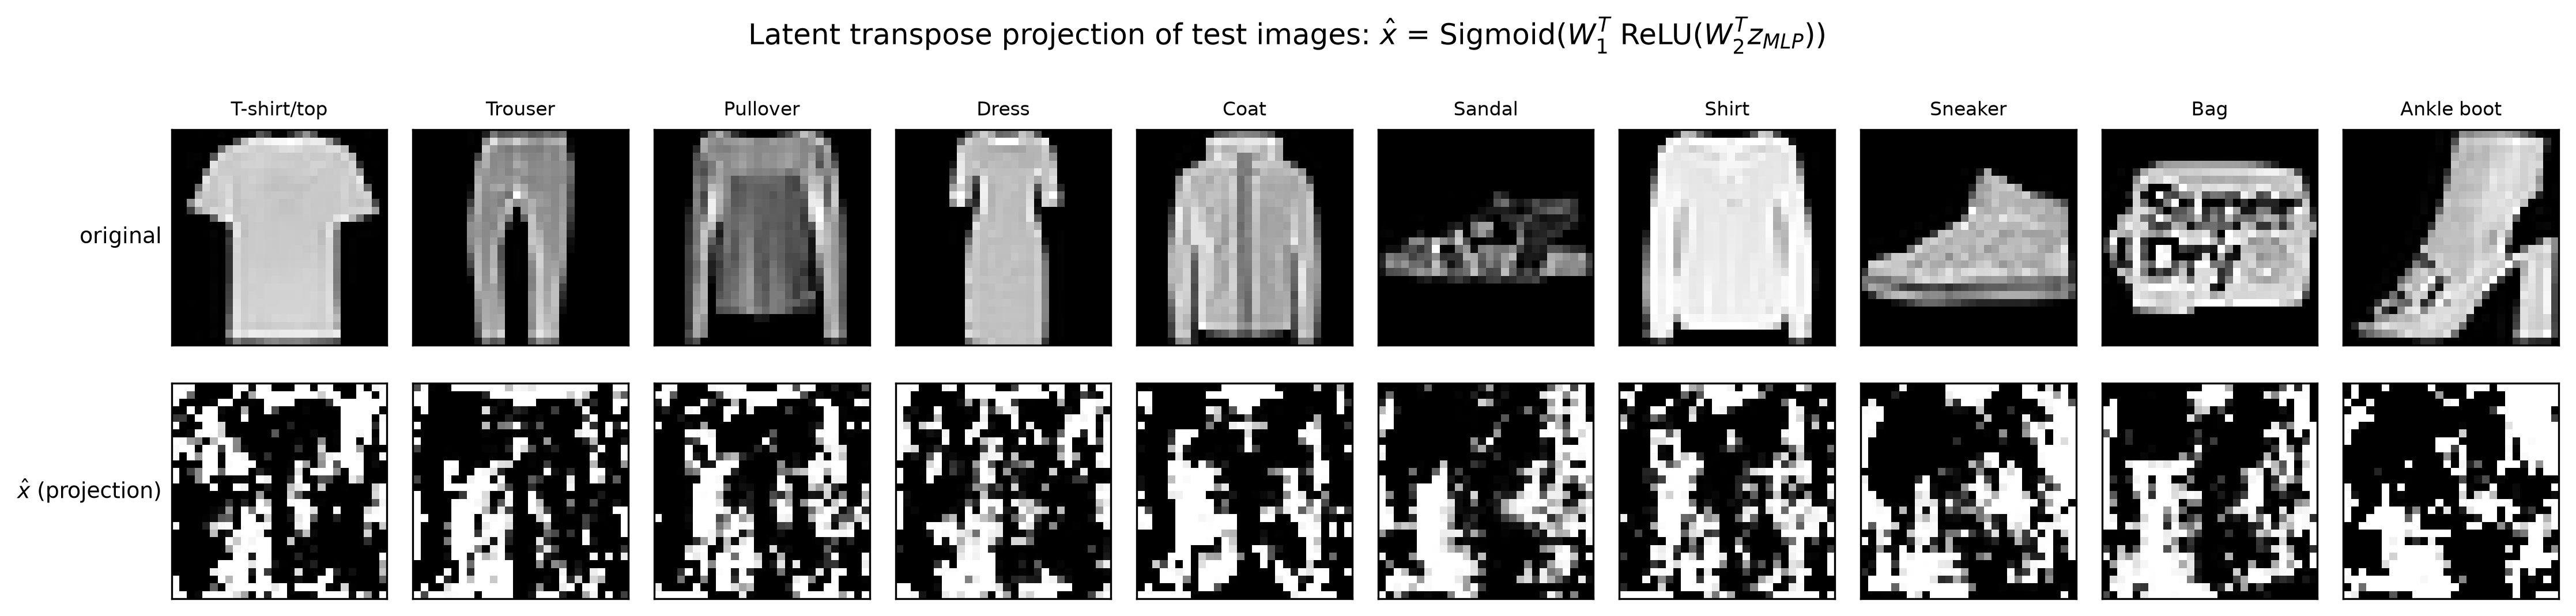 Latent transpose projection of test images: x̂ = Sigmoid(W₁ᵀ ReLU(W₂ᵀz_MLP))
T-shirt/top Trouser Pullover Dress Coat Sandal Shirt Sneaker Bag Ankle boot
original
Super
Dry
x̂ (projection)